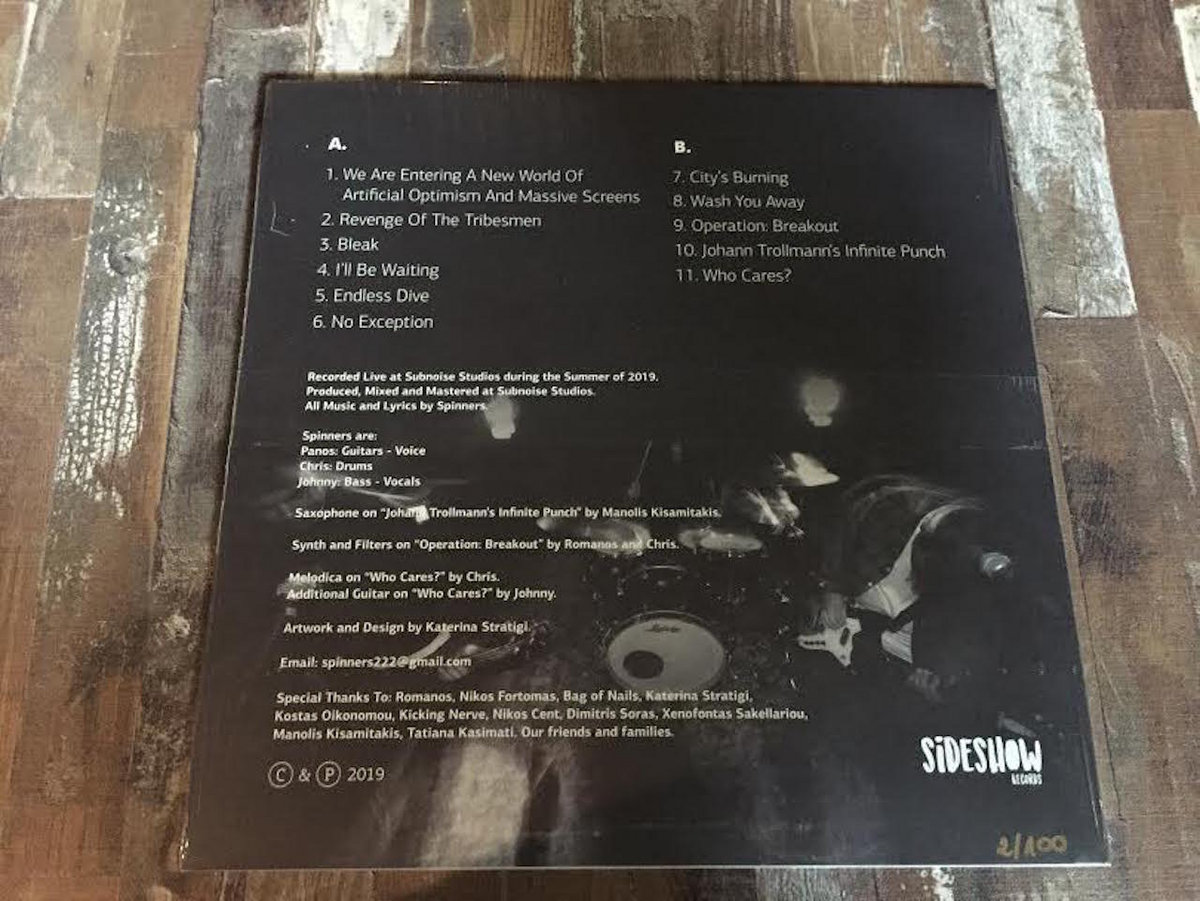 A.
1. We Are Entering A New World Of
Artificial Optimism And Massive Screens
2. Revenge Of The Tribesmen
3. Bleak
4. I'll Be Waiting
5. Endless Dive
6. No Exception
B.
7. City's Burning
8. Wash You Away
9. Operation: Breakout
10. Johann Trollmann's Infinite Punch
11. Who Cares?
Recorded Live at Subnoise Studios during the Summer of 2019.
Produced, Mixed and Mastered at Subnoise Studios.
All Music and Lyrics by Spinners.
Spinners are:
Panos: Guitars - Voice
Chris: Drums
Johnny: Bass - Vocals
Saxophone on "Johann Trollmann's Infinite Punch" by Manolis Kisamitakis.
Synth and Filters on "Operation: Breakout" by Romanos and Chris.
Melodica on "Who Cares?" by Chris.
Additional Guitar on "Who Cares?" by Johnny.
Artwork and Design by Katerina Stratigi.
Email: spinners222@gmail.com
Special Thanks To: Romanos, Nikos Fortomas, Bag of Nails, Katerina Stratigi,
Kostas Oikonomou, Kicking Nerve, Nikos Cent, Dimitris Soras, Xenofontas Sakellariou,
Manolis Kisamitakis, Tatiana Kasimati. Our friends and families.
Ⓒ & Ⓟ 2019
SiDESHOW
RECORDS
2/100